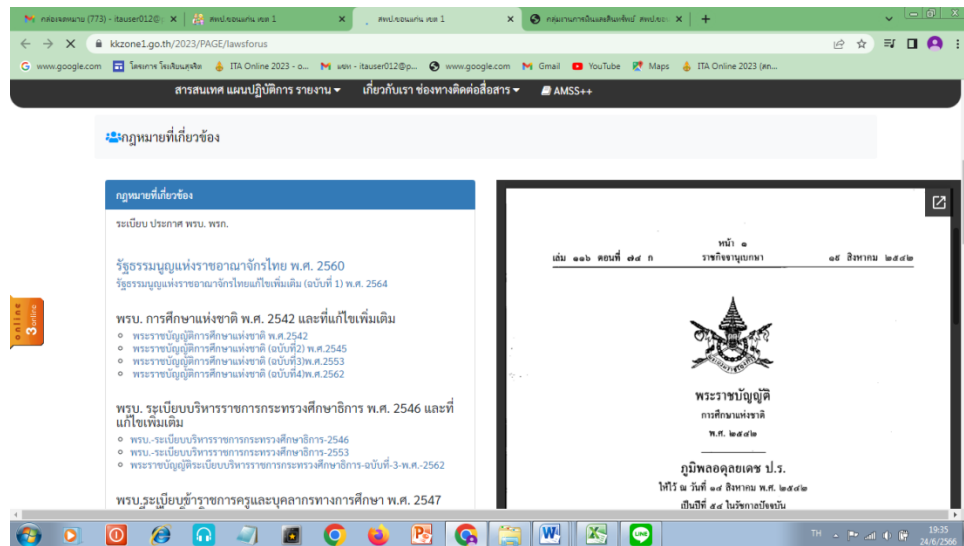 กล่องจดหมาย (773) - itauser012@
สพป.ขอนแก่น เขต 1
สพป.ขอนแก่น เขต 1
กลุ่มงานการเงินและสินทรัพย์ สพป.ขอ
kkzone1.go.th/2023/PAGE/lawsforus
www.google.com
โครงการ โรงเรียนสุจริต
ITA Online 2023 - อ...
แชท - itauser012@p...
www.google.com
Gmail
YouTube
Maps
ITA Online 2023 (สถ...
สารสนเทศ แผนปฏิบัติการ รายงาน
เกี่ยวกับเรา ช่องทางติดต่อสื่อสาร
AMSS++
กฎหมายที่เกี่ยวข้อง
กฎหมายที่เกี่ยวข้อง
ระเบียบ ประกาศ พรบ. พรก.
รัฐธรรมนูญแห่งราชอาณาจักรไทย พ.ศ. 2560
รัฐธรรมนูญแห่งราชอาณาจักรไทยแก้ไขเพิ่มเติม (ฉบับที่ 1) พ.ศ. 2564
พรบ. การศึกษาแห่งชาติ พ.ศ. 2542 และที่แก้ไขเพิ่มเติม
พระราชบัญญัติการศึกษาแห่งชาติ พ.ศ.2542
พระราชบัญญัติการศึกษาแห่งชาติ (ฉบับที่2) พ.ศ.2545
พระราชบัญญัติการศึกษาแห่งชาติ (ฉบับที่3)พ.ศ.2553
พระราชบัญญัติการศึกษาแห่งชาติ (ฉบับที่4)พ.ศ.2562
พรบ. ระเบียบบริหารราชการกระทรวงศึกษาธิการ พ.ศ. 2546 และที่
แก้ไขเพิ่มเติม
พรบ.-ระเบียบบริหารราชการกระทรวงศึกษาธิการ-2546
พรบ.-ระเบียบบริหารราชการกระทรวงศึกษาธิการ-2553
พระราชบัญญัติระเบียบบริหารราชการกระทรวงศึกษาธิการ-ฉบับที่-3-พ.ศ.-2562
พรบ.ระเบียบข้าราชการครูและบุคลากรทางการศึกษา พ.ศ. 2547
หน้า ๑
เล่ม ๑๑๖ ตอนที่ ๗๔ ก
ราชกิจจานุเบกษา
๑๙ สิงหาคม ๒๕๔๒
พระราชบัญญัติ
การศึกษาแห่งชาติ
พ.ศ. ๒๕๔๒
ภูมิพลอดุลยเดช ป.ร.
ให้ไว้ ณ วันที่ ๑๔ สิงหาคม พ.ศ. ๒๕๔๒
เป็นปีที่ ๕๔ ในรัชกาลปัจจุบัน
online
3 online
TH
19:35
24/6/2566